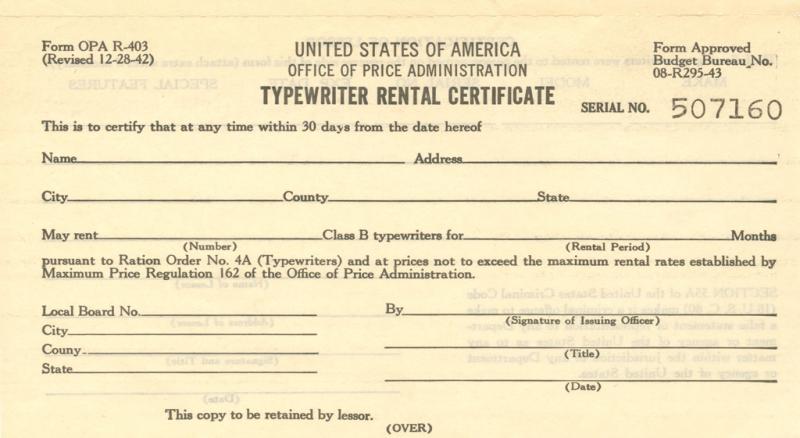 Form OPA R-403
(Revised 12-28-42)
UNITED STATES OF AMERICA
OFFICE OF PRICE ADMINISTRATION
TYPEWRITER RENTAL CERTIFICATE
Form Approved
Budget Bureau No.
08-R295-43
SERIAL NO. 507160
This is to certify that at any time within 30 days from the date hereof
Name Address
City County State
May rent Class B typewriters for Months
(Number) (Rental Period)
pursuant to Ration Order No. 4A (Typewriters) and at prices not to exceed the maximum rental rates established by
Maximum Price Regulation 162 of the Office of Price Administration.
Local Board No.
City
Couny
State
By
(Signature of Issuing Officer)
(Title)
(Date)
This copy to be retained by lessor.
(OVER)